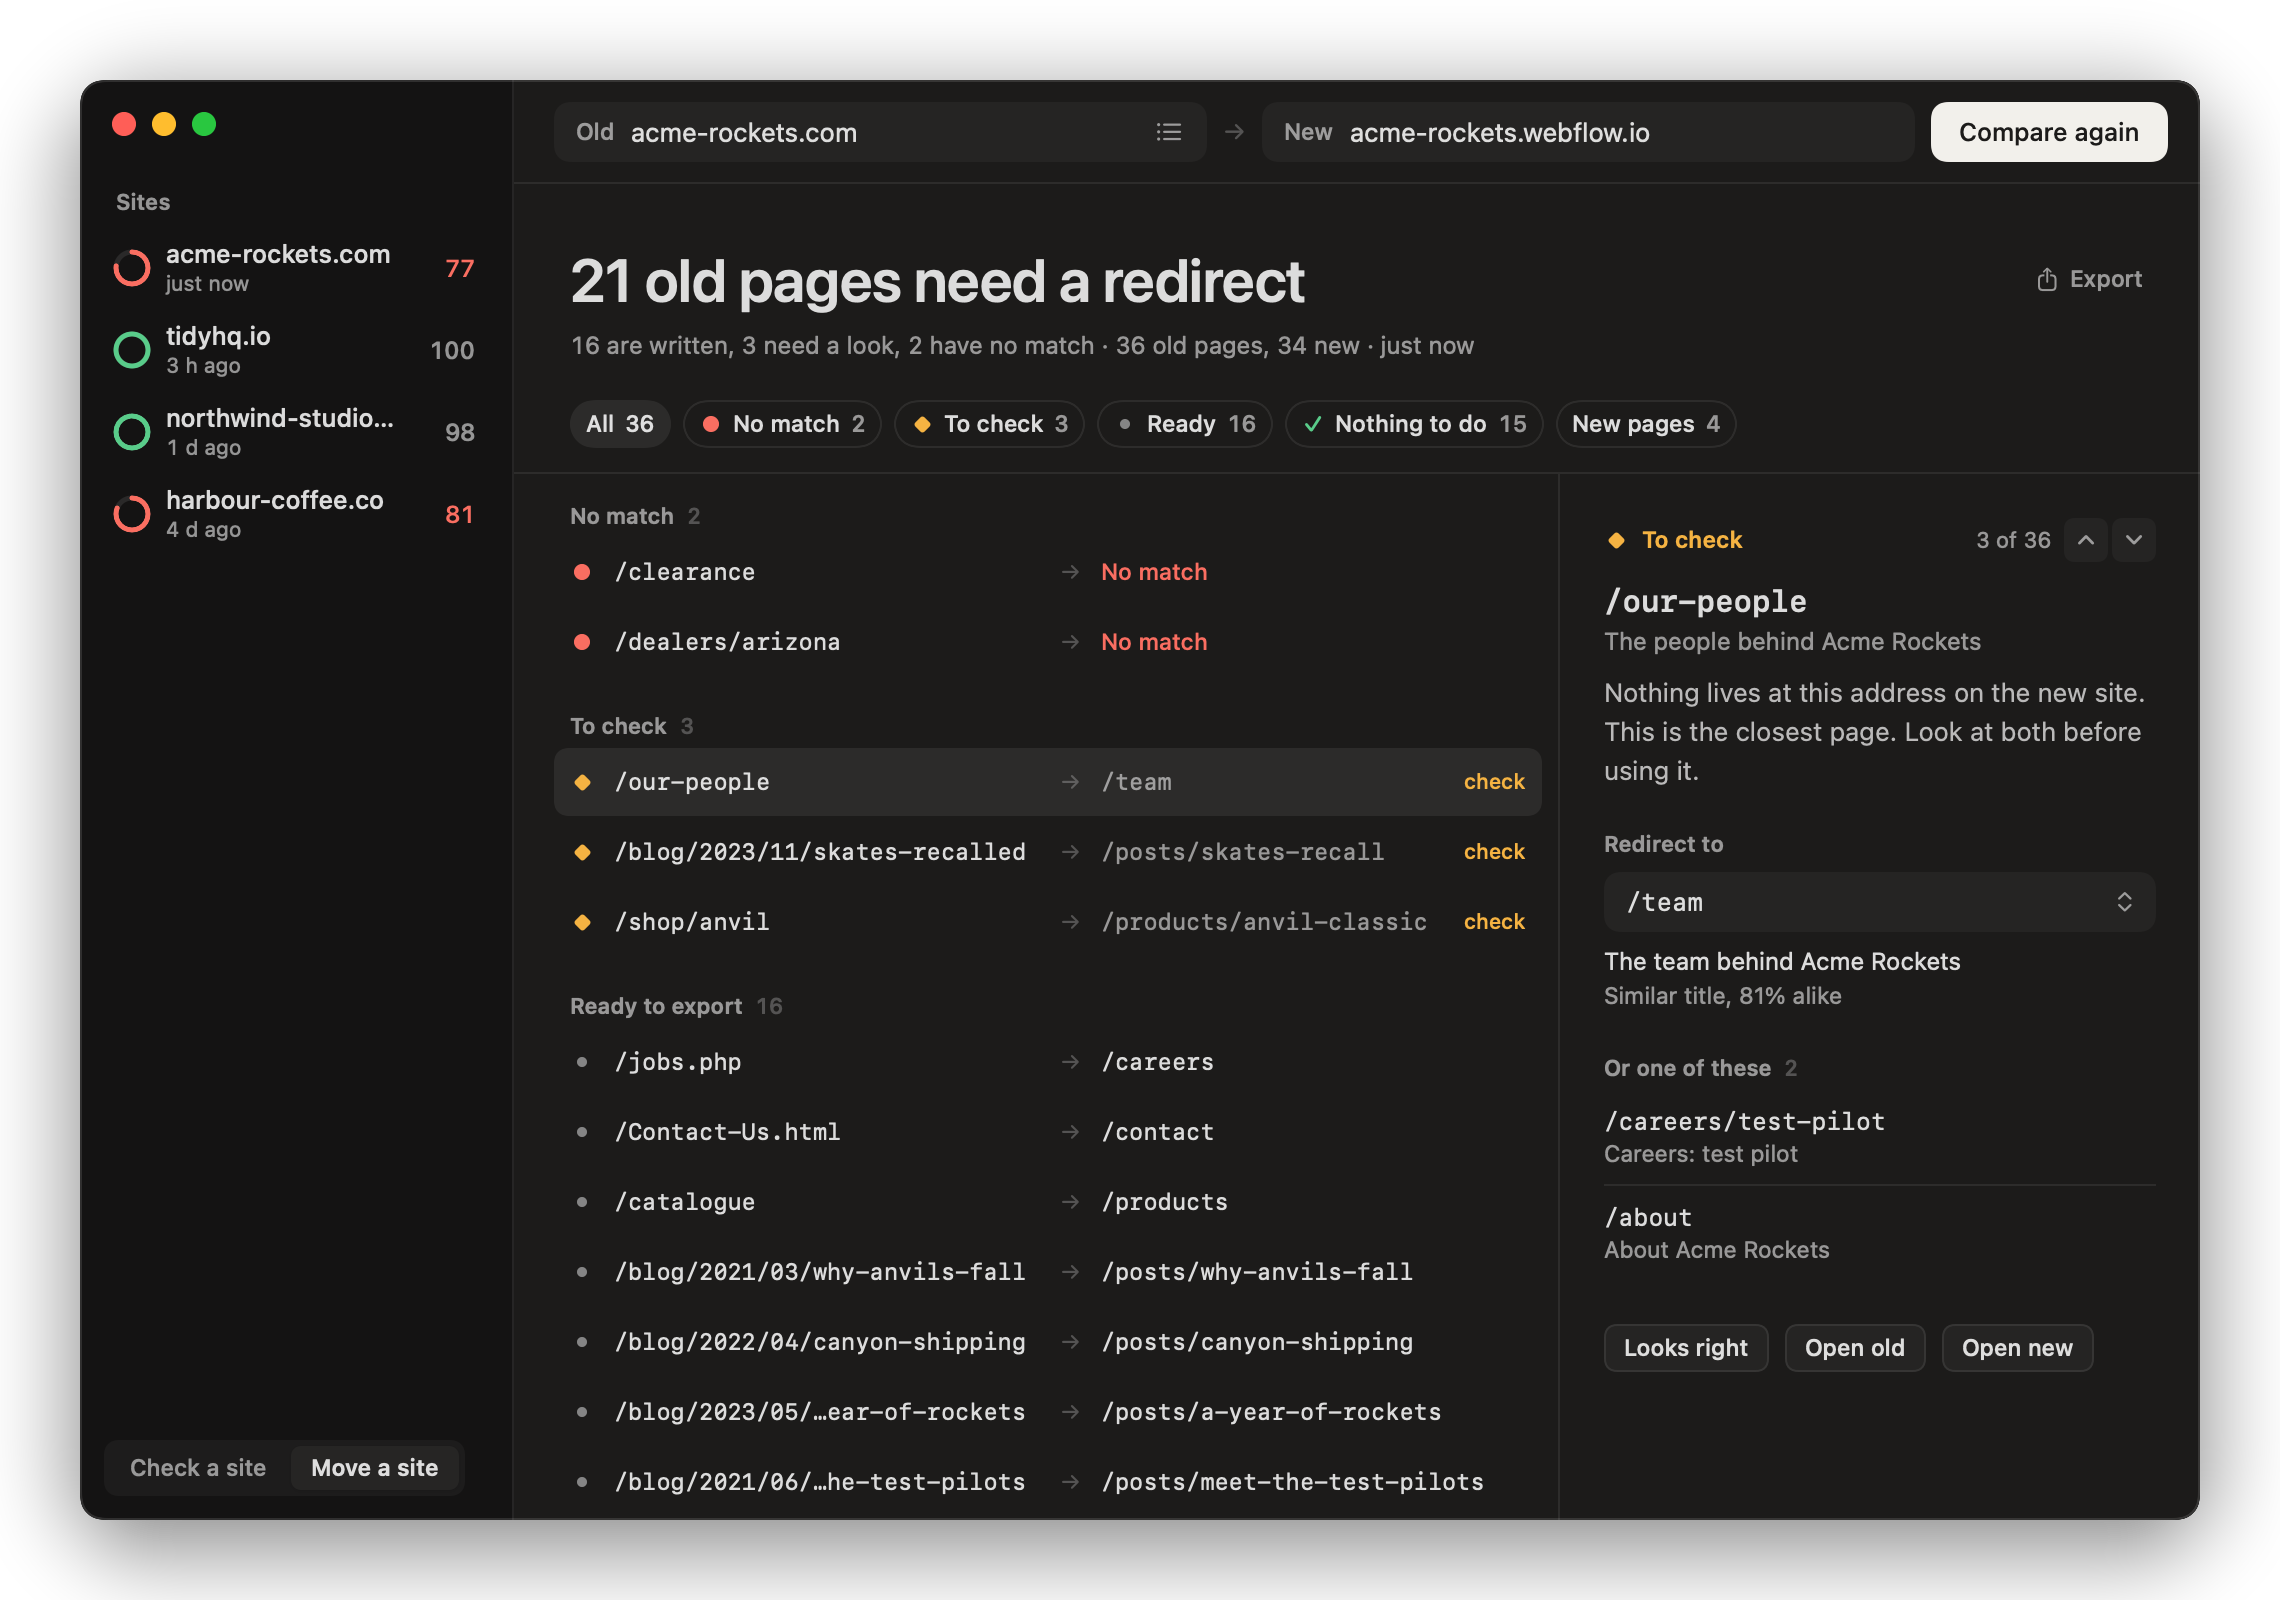 Sites
acme-rockets.com
just now
77
tidyhq.io
3 h ago
100
northwind-studio...
1 d ago
98
harbour-coffee.co
4 d ago
81
Check a site
Move a site
Old acme-rockets.com
→
New acme-rockets.webflow.io
Compare again
21 old pages need a redirect
Export
16 are written, 3 need a look, 2 have no match · 36 old pages, 34 new · just now
All 36
No match 2
To check 3
Ready 16
Nothing to do 15
New pages 4
No match 2
/clearance → No match
/dealers/arizona → No match
To check 3
/our-people → /team check
/blog/2023/11/skates-recalled → /posts/skates-recall check
/shop/anvil → /products/anvil-classic check
Ready to export 16
/jobs.php → /careers
/Contact-Us.html → /contact
/catalogue → /products
/blog/2021/03/why-anvils-fall → /posts/why-anvils-fall
/blog/2022/04/canyon-shipping → /posts/canyon-shipping
/blog/2023/05/…ear-of-rockets → /posts/a-year-of-rockets
/blog/2021/06/…he-test-pilots → /posts/meet-the-test-pilots
To check
3 of 36
/our-people
The people behind Acme Rockets
Nothing lives at this address on the new site.
This is the closest page. Look at both before
using it.
Redirect to
/team
The team behind Acme Rockets
Similar title, 81% alike
Or one of these 2
/careers/test-pilot
Careers: test pilot
/about
About Acme Rockets
Looks right
Open old
Open new